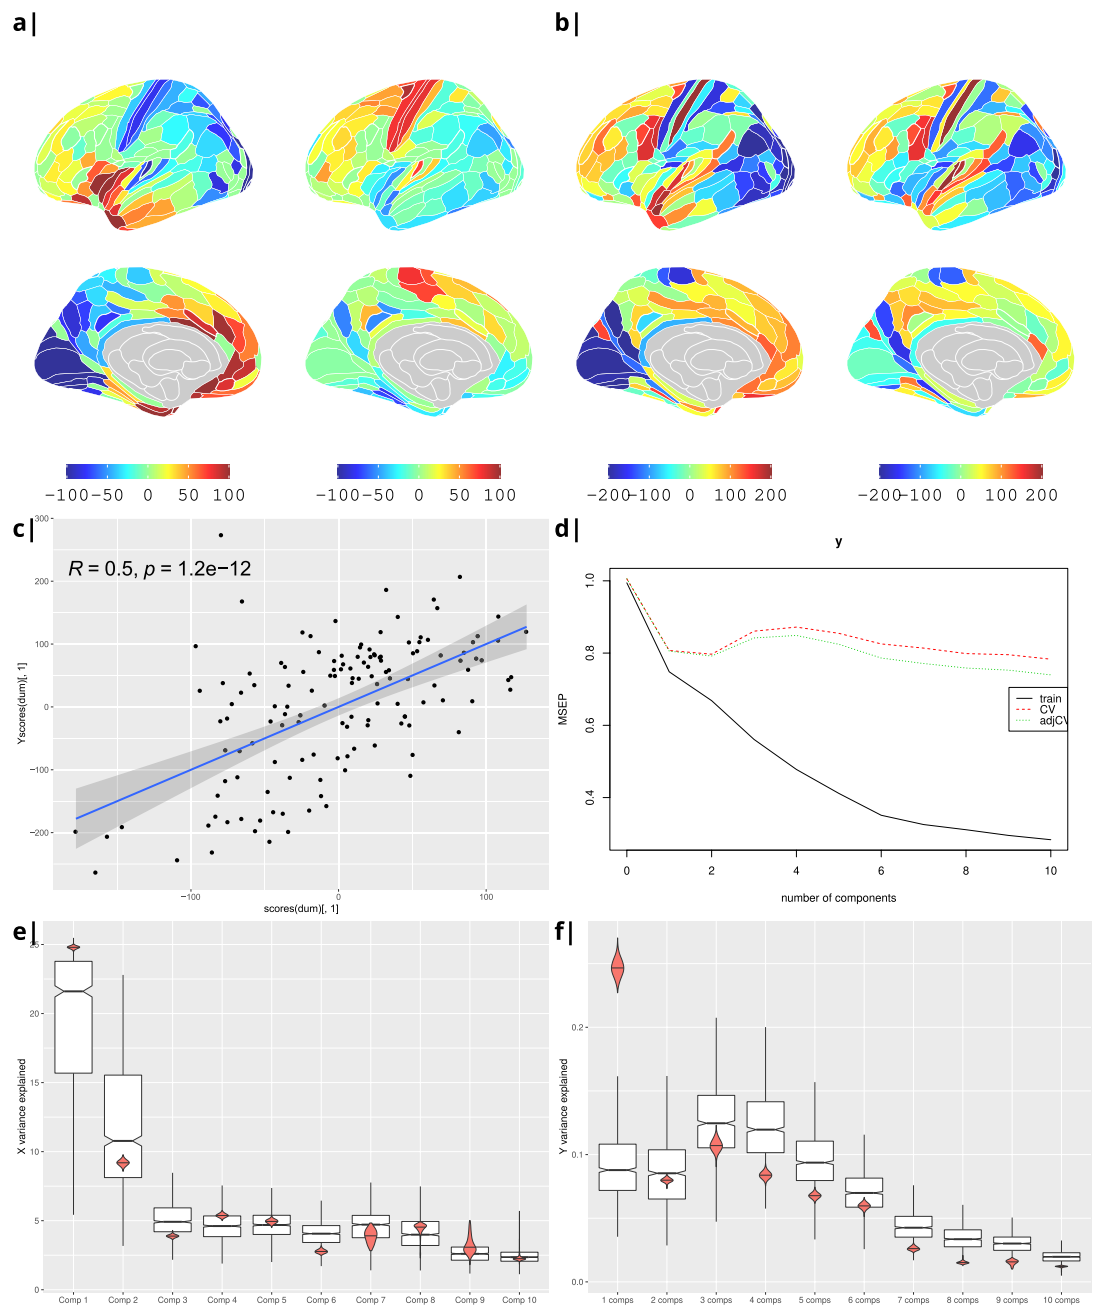 a|
b|
-100 -50 0 50 100
-100 -50 0 50 100
-200 -100 0 100 200
-200 -100 0 100 200
c|
300
200
100
0
−100
−200
Yscores(dum)[, 1]
R = 0.5, p = 1.2e−12
−100 0 100
scores(dum)[, 1]
d|
y
1.0
0.8
0.6
0.4
MSEP
train
CV
adjCV
0 2 4 6 8 10
number of components
e|
25
20
15
10
5
0
X variance explained
Comp 1 Comp 2 Comp 3 Comp 4 Comp 5 Comp 6 Comp 7 Comp 8 Comp 9 Comp 10
f|
0.2
0.1
0.0
Y variance explained
1 comps 2 comps 3 comps 4 comps 5 comps 6 comps 7 comps 8 comps 9 comps 10 comps